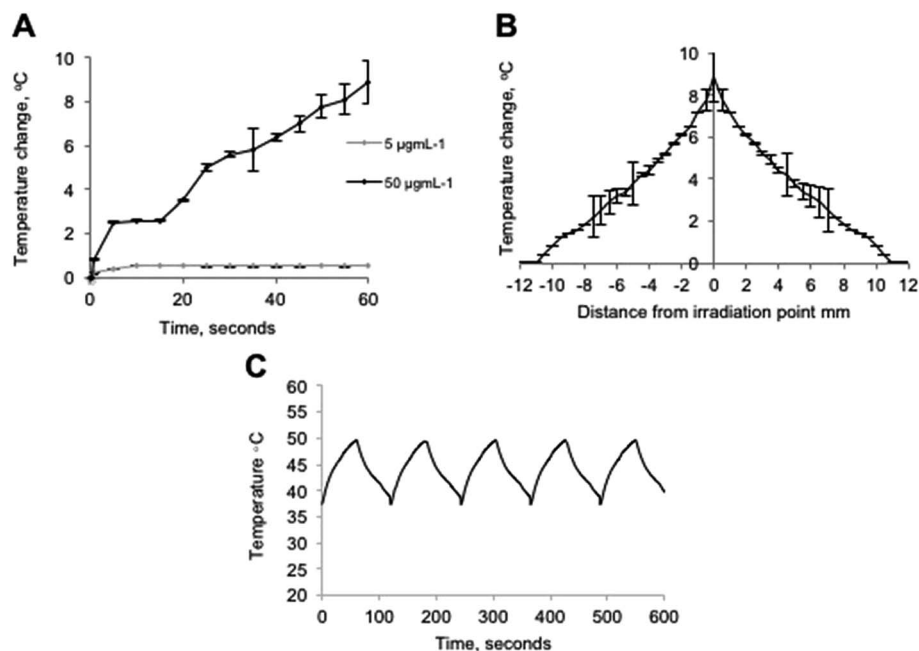 A
Temperature change, ºC
10
8
6
4
2
0
0
20
40
60
Time, seconds
5 µgmL-1
50 µgmL-1
B
Temperature change, ºC
10
8
6
4
2
0
-12 -10 -8 -6 -4 -2 0 2 4 6 8 10 12
Distance from irradiation point mm
C
Temperature ◦C
60
55
50
45
40
35
30
25
20
0 100 200 300 400 500 600
Time, seconds